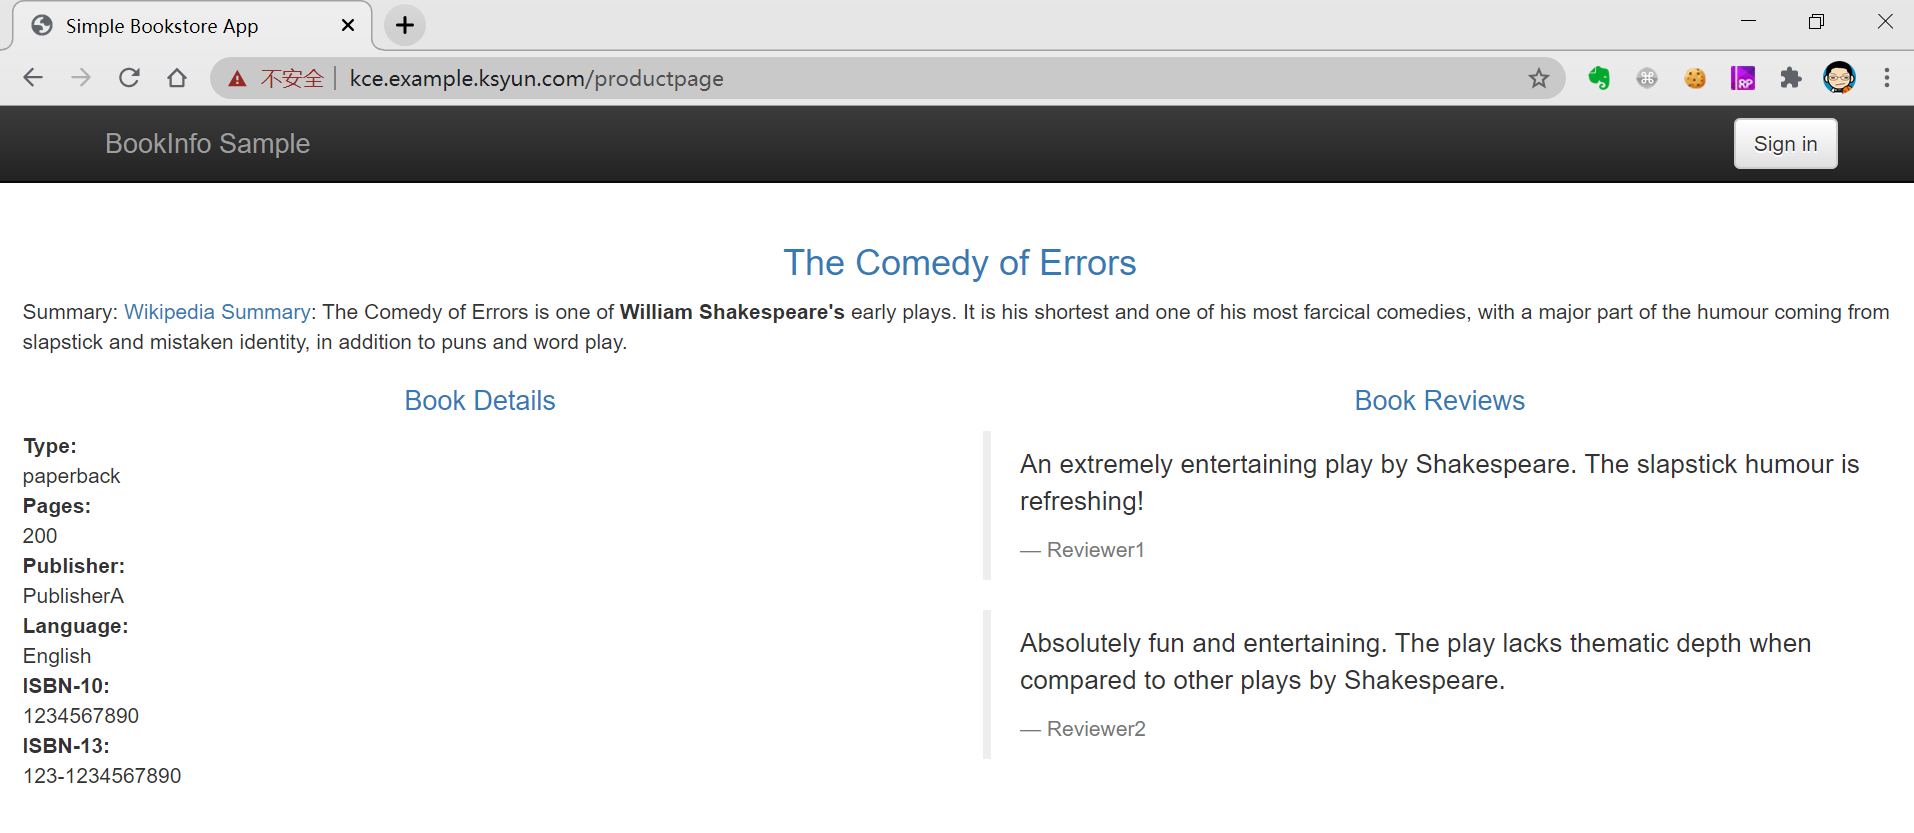 Simple Bookstore App
不安全 | kce.example.ksyun.com/productpage
RP
BookInfo Sample
Sign in
The Comedy of Errors
Summary: Wikipedia Summary: The Comedy of Errors is one of William Shakespeare's early plays. It is his shortest and one of his most farcical comedies, with a major part of the humour coming from
slapstick and mistaken identity, in addition to puns and word play.
Book Details
Type:
paperback
Pages:
200
Publisher:
PublisherA
Language:
English
ISBN-10:
1234567890
ISBN-13:
123-1234567890
Book Reviews
An extremely entertaining play by Shakespeare. The slapstick humour is
refreshing!
— Reviewer1
Absolutely fun and entertaining. The play lacks thematic depth when
compared to other plays by Shakespeare.
— Reviewer2